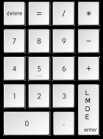 delete = / *
7 8 9 -
4 5 6 +
1 2 3 L
M
D
E
0 . enter